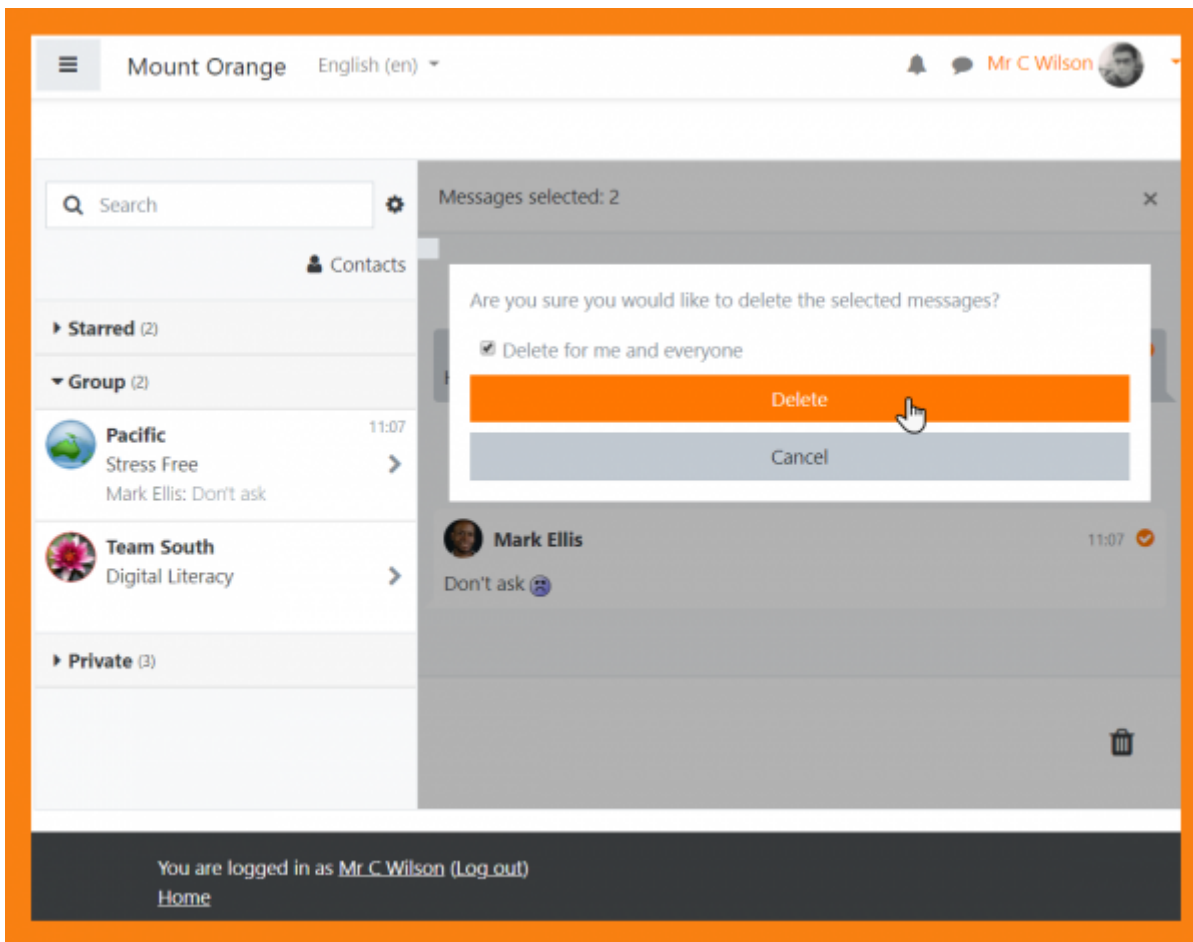 Mount Orange English (en)
Mr C Wilson
Search
Messages selected: 2
Contacts
Are you sure you would like to delete the selected messages?
Starred (2)
Delete for me and everyone
Group (2)
H
Delete
Cancel
Pacific 11:07
Stress Free
Mark Ellis: Don't ask
Team South
Digital Literacy
Mark Ellis 11:07
Don't ask
Private (3)
You are logged in as Mr C Wilson (Log out)
Home